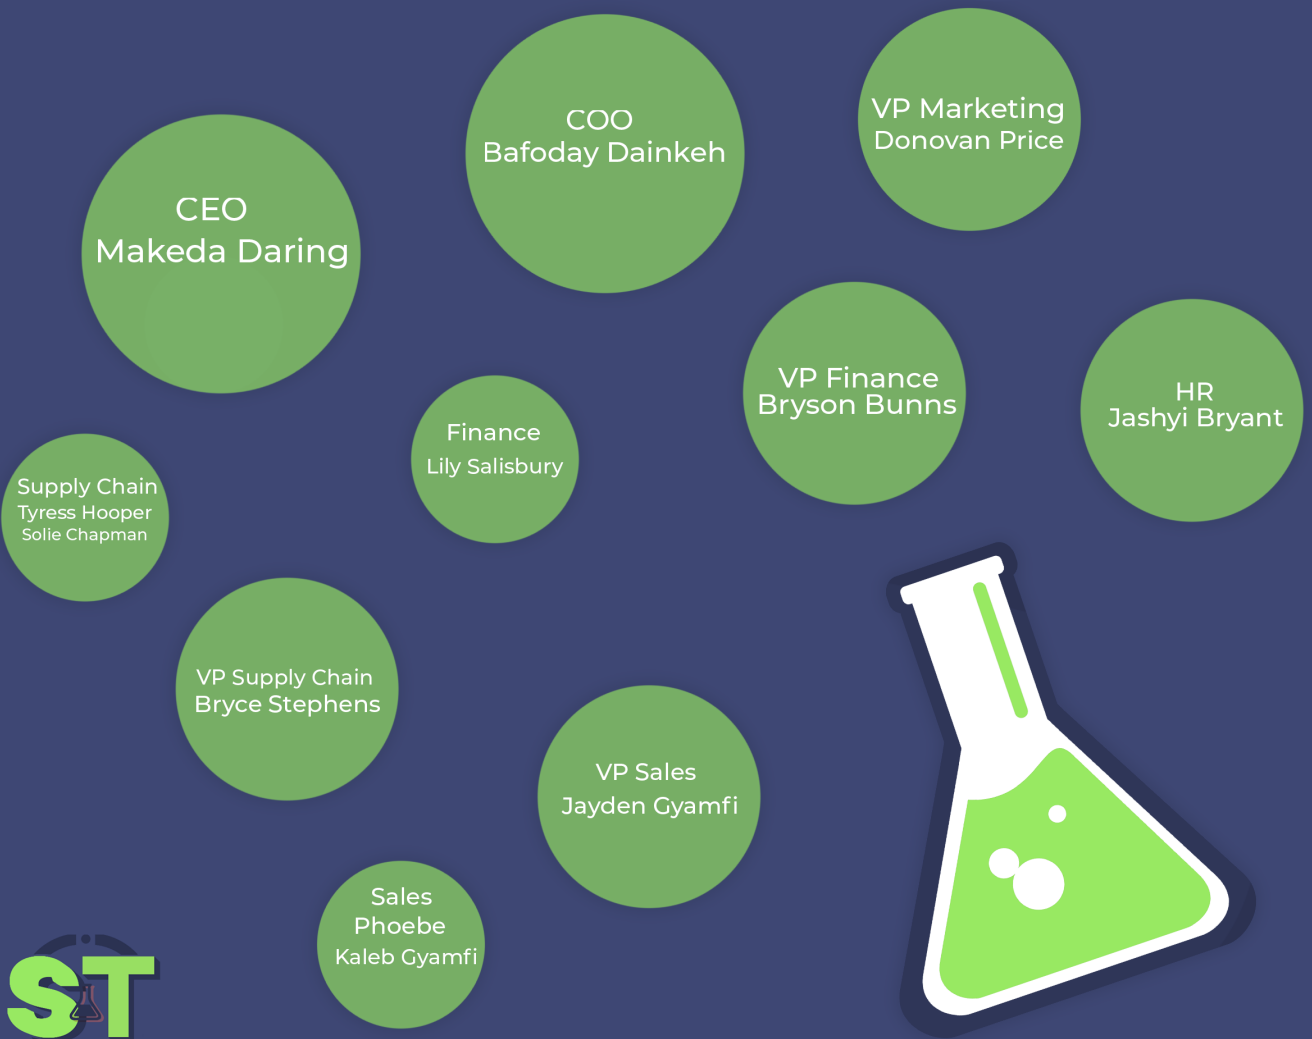 COO
Bafoday Dainkeh
VP Marketing
Donovan Price
CEO
Makeda Daring
VP Finance
Bryson Bunns
HR
Jashyi Bryant
Finance
Lily Salisbury
Supply Chain
Tyress Hooper
Solie Chapman
VP Supply Chain
Bryce Stephens
VP Sales
Jayden Gyamfi
Sales
Phoebe
Kaleb Gyamfi
ST